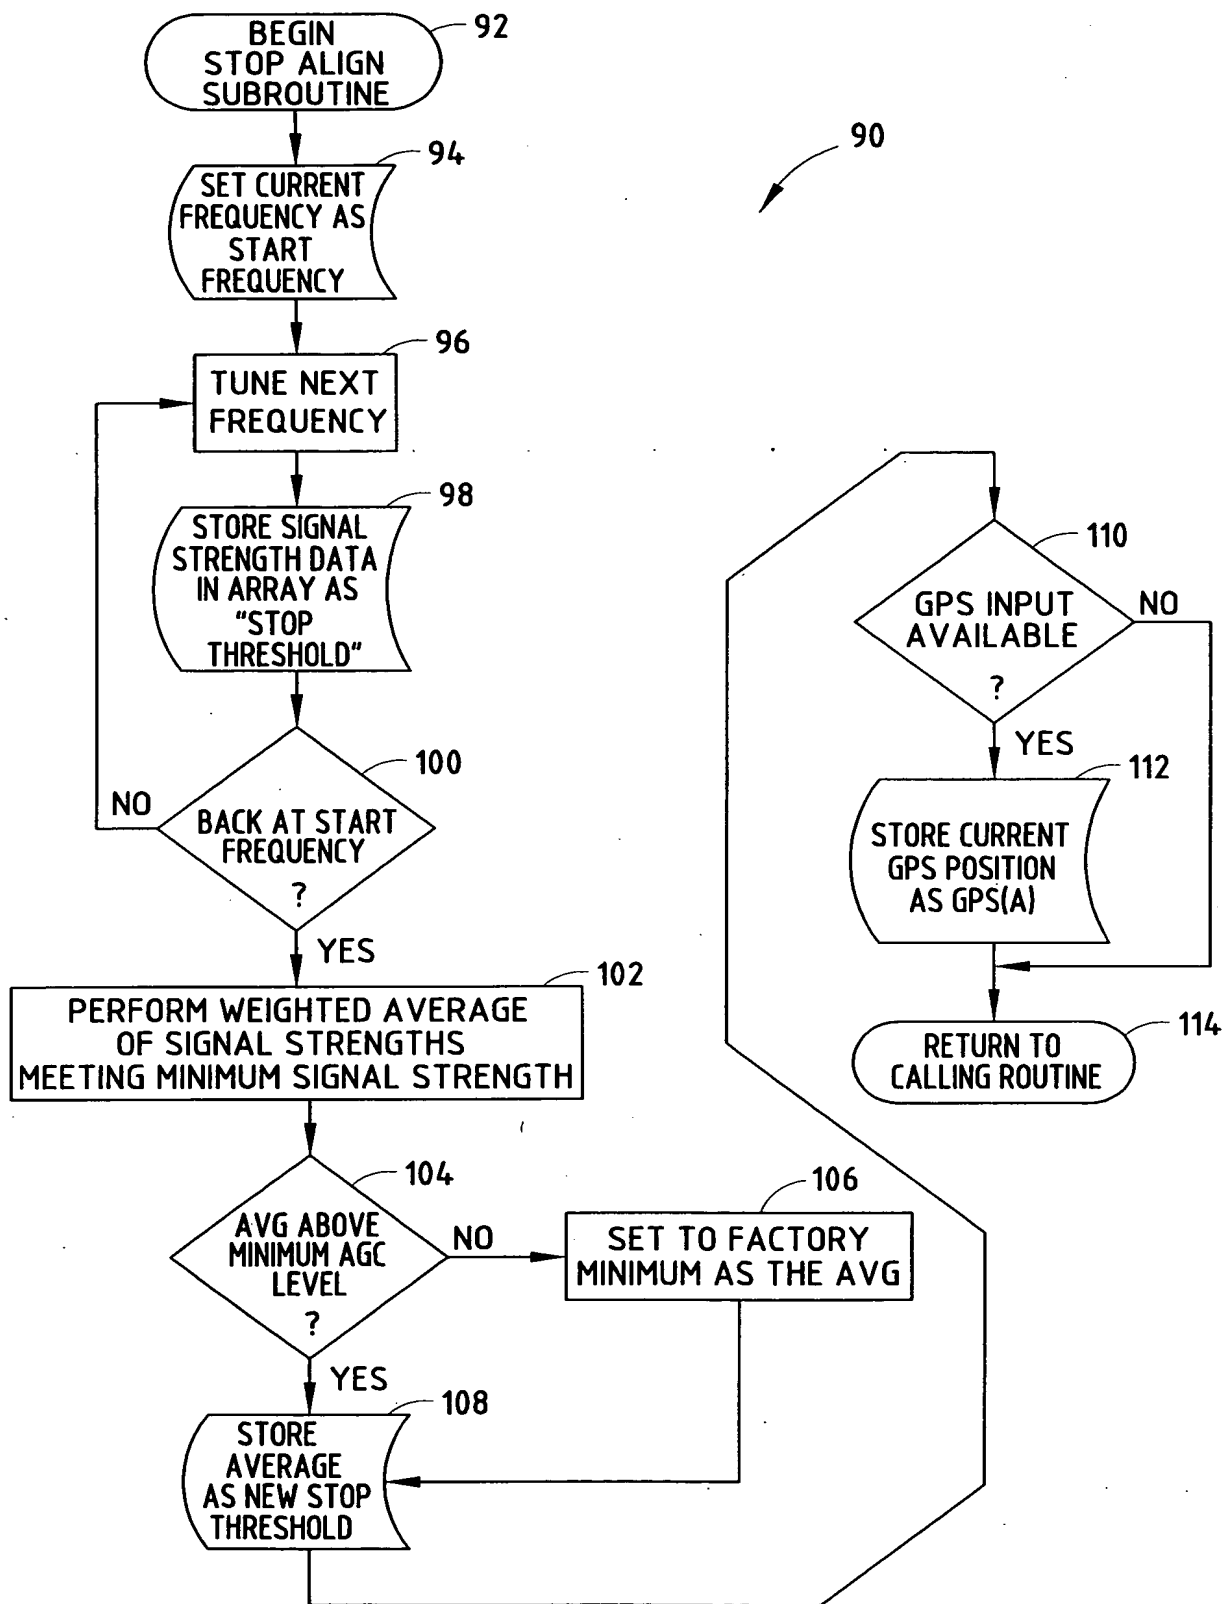 BEGIN
STOP ALIGN
SUBROUTINE
92
90
94
SET CURRENT
FREQUENCY AS
START
FREQUENCY
96
TUNE NEXT
FREQUENCY
98
STORE SIGNAL
STRENGTH DATA
IN ARRAY AS
"STOP
THRESHOLD"
100
NO
BACK AT START
FREQUENCY
?
YES
102
PERFORM WEIGHTED AVERAGE
OF SIGNAL STRENGTHS
MEETING MINIMUM SIGNAL STRENGTH
104
AVG ABOVE
MINIMUM AGC
LEVEL
?
NO
106
SET TO FACTORY
MINIMUM AS THE AVG
YES
108
STORE
AVERAGE
AS NEW STOP
THRESHOLD
110
GPS INPUT
AVAILABLE
?
NO
YES
112
STORE CURRENT
GPS POSITION
AS GPS(A)
114
RETURN TO
CALLING ROUTINE